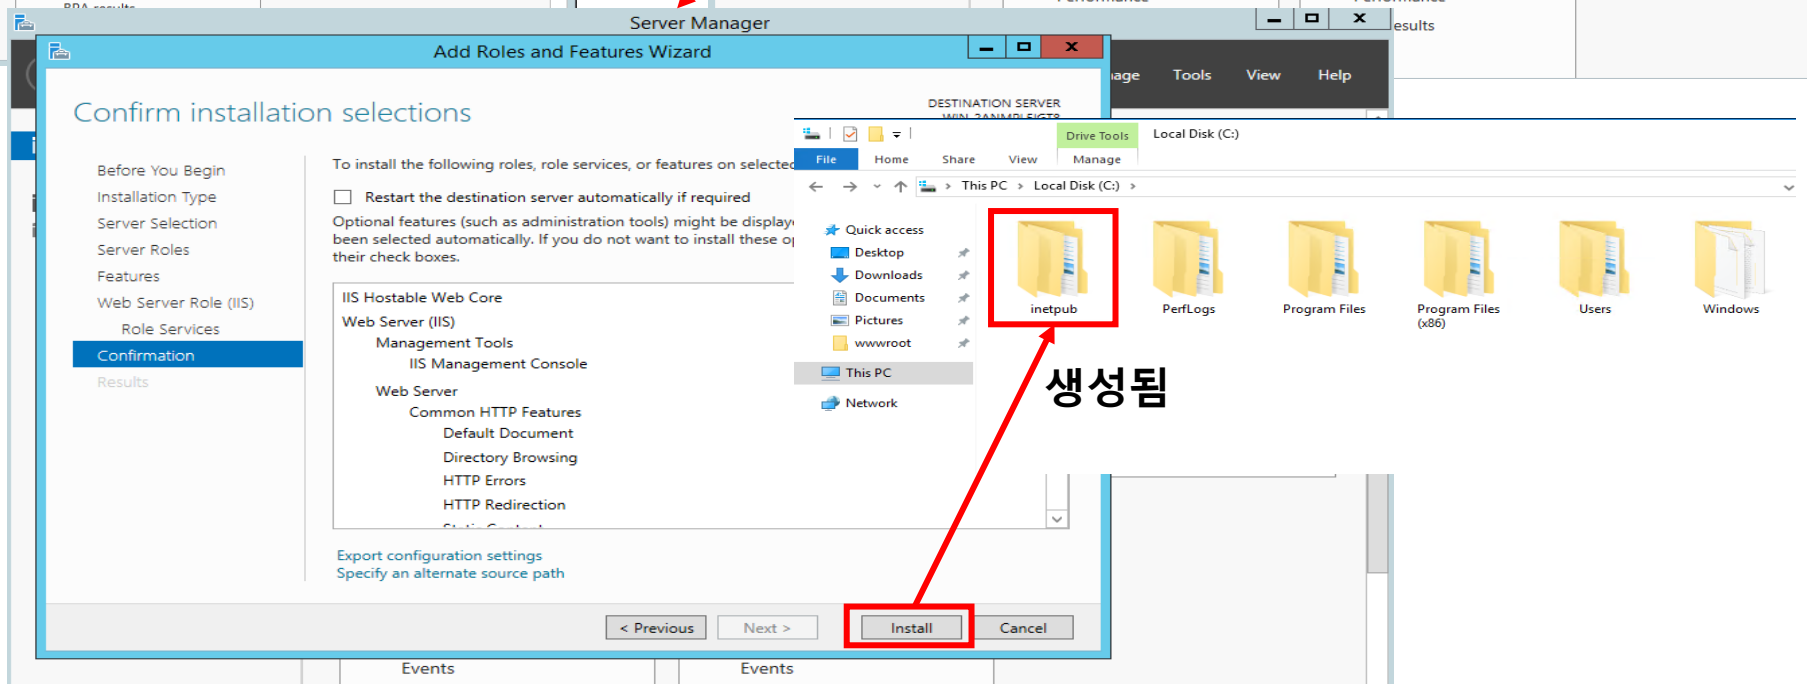 BPA results
Performance
Server Manager
esults
Add Roles and Features Wizard
age Tools View Help
Confirm installation selections
DESTINATION SERVER
Before You Begin
Installation Type
Server Selection
Server Roles
Features
Web Server Role (IIS)
Role Services
Confirmation
Results
To install the following roles, role services, or features on selected
Restart the destination server automatically if required
Optional features (such as administration tools) might be displaye
been selected automatically. If you do not want to install these op
their check boxes.
IIS Hostable Web Core
Web Server (IIS)
Management Tools
IIS Management Console
Web Server
Common HTTP Features
Default Document
Directory Browsing
HTTP Errors
HTTP Redirection
Static Content
Export configuration settings
Specify an alternate source path
< Previous Next > Install Cancel
Events Events
Drive Tools Local Disk (C:)
File Home Share View Manage
This PC > Local Disk (C:) >
Quick access
Desktop
Downloads
Documents
Pictures
wwwroot
This PC
Network
inetpub PerfLogs Program Files Program Files (x86) Users Windows
생성됨